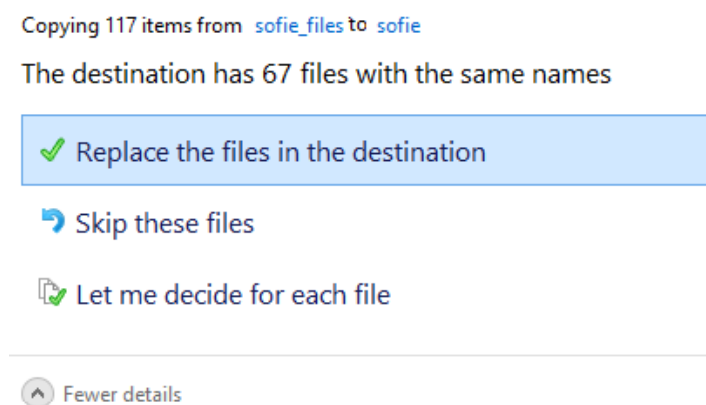 Copying 117 items from sofie_files to sofie
The destination has 67 files with the same names
Replace the files in the destination
Skip these files
Let me decide for each file
Fewer details